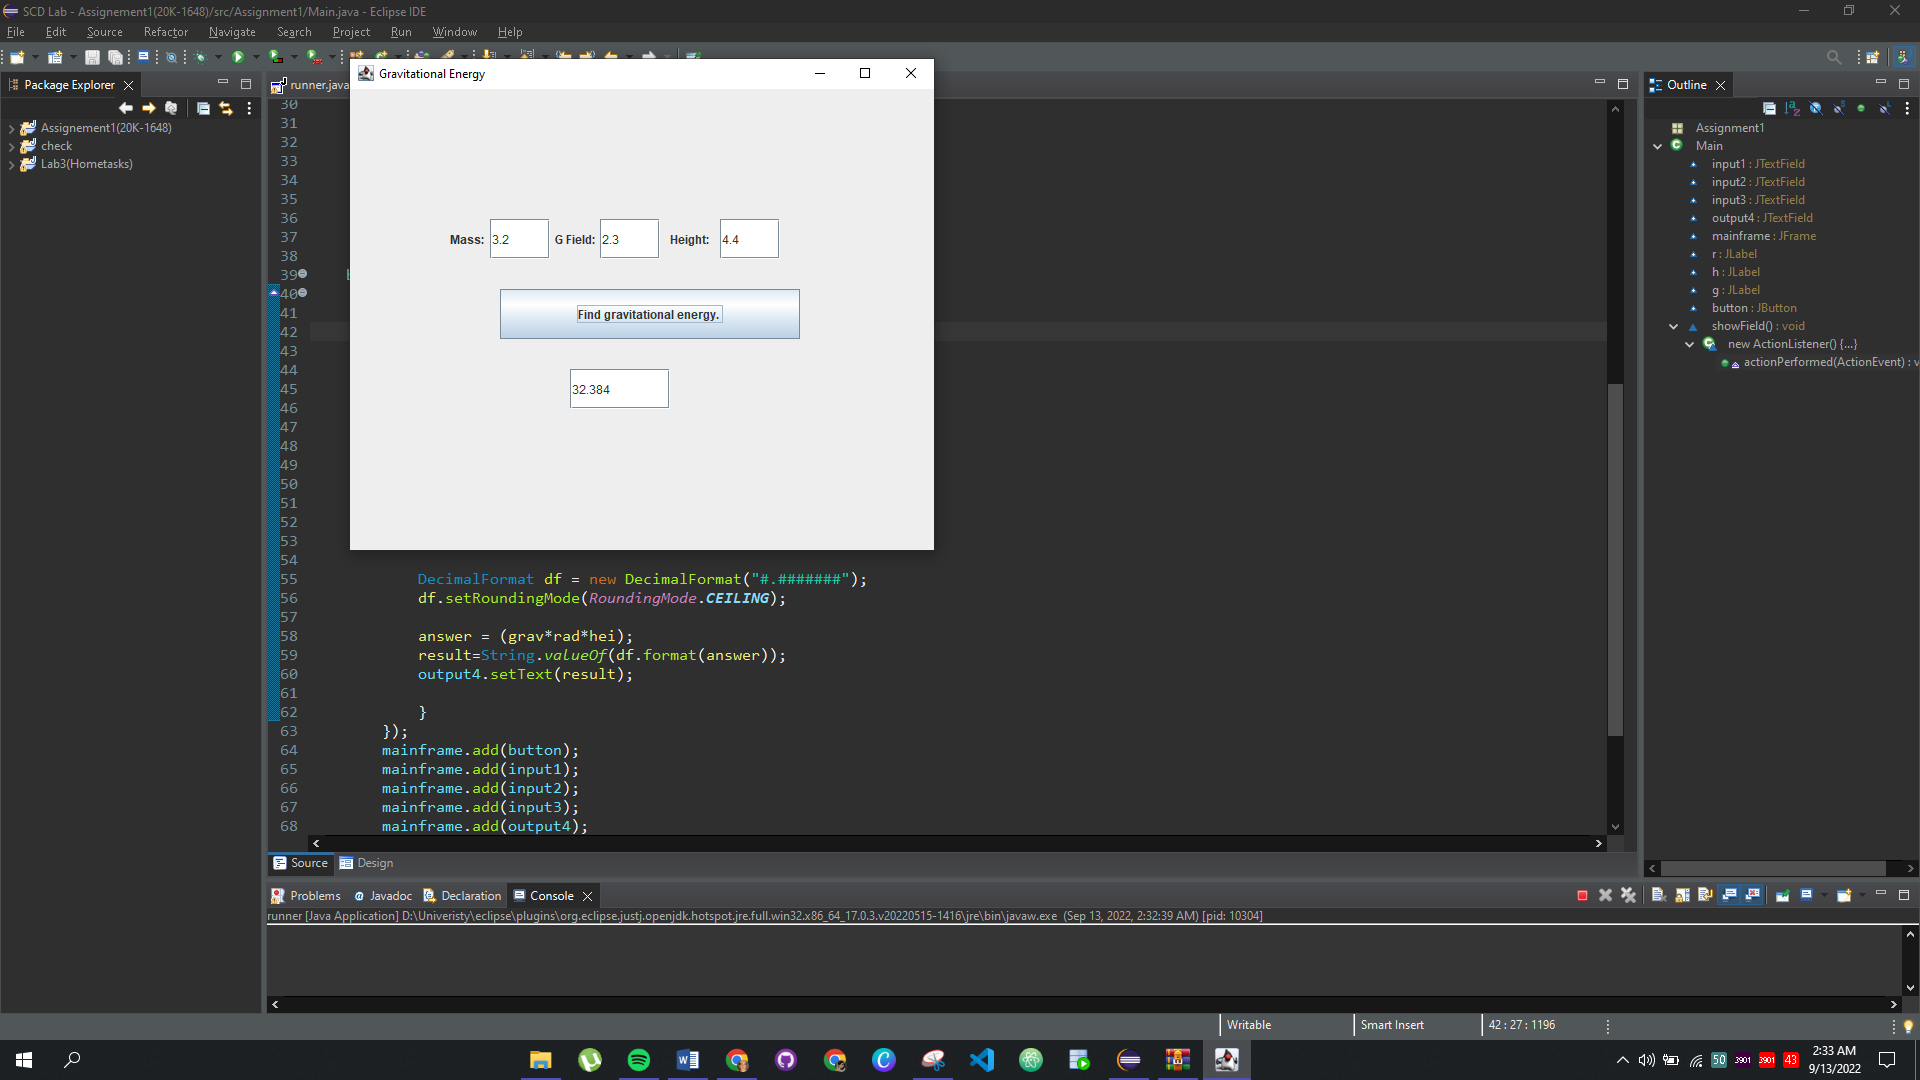 SCD Lab - Assignement1(20K-1648)/src/Assignment1/Main.java - Eclipse IDE
File Edit Source Refactor Navigate Search Project Run Window Help
Package Explorer
Assignement1(20K-1648)
check
Lab3(Hometasks)
runner.java
Gravitational Energy
Mass: 3.2 G Field: 2.3 Height: 4.4
Find gravitational energy.
32.384
30
31
32
33
34
35
36
37
38
39
40
41
42
43
44
45
46
47
48
49
50
51
52
53
54
55 DecimalFormat df = new DecimalFormat("#.#######");
56 df.setRoundingMode(RoundingMode.CEILING);
57
58 answer = (grav*rad*hei);
59 result=String.valueOf(df.format(answer));
60 output4.setText(result);
61
62 }
63 });
64 mainframe.add(button);
65 mainframe.add(input1);
66 mainframe.add(input2);
67 mainframe.add(input3);
68 mainframe.add(output4);
Source Design
Outline
Assignment1
Main
input1 : JTextField
input2 : JTextField
input3 : JTextField
output4 : JTextField
mainframe : JFrame
r : JLabel
h : JLabel
g : JLabel
button : JButton
showField() : void
new ActionListener() {...}
actionPerformed(ActionEvent) : v
Problems Javadoc Declaration Console
runner [Java Application] D:\Univeristy\eclipse\plugins\org.eclipse.justj.openjdk.hotspot.jre.full.win32.x86_64_17.0.3.v20220515-1416\jre\bin\javaw.exe (Sep 13, 2022, 2:32:39 AM) [pid: 10304]
Writable Smart Insert 42 : 27 : 1196
50 3901 3901 43
2:33 AM
9/13/2022